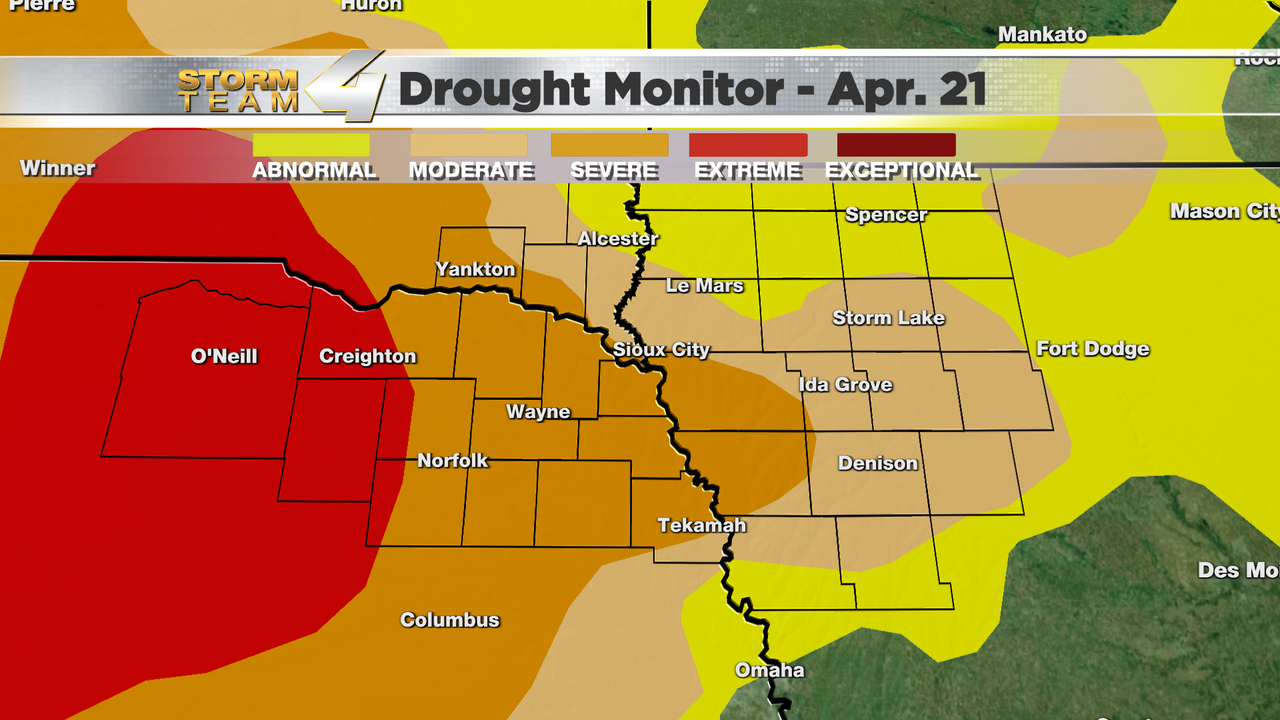 Pierre
Huron
Mankato
STORM TEAM 4
Drought Monitor - Apr. 21
ABNORMAL MODERATE SEVERE EXTREME EXCEPTIONAL
Winner
Spencer
Mason City
Alcester
Yankton
Le Mars
Storm Lake
Sioux City
Fort Dodge
O'Neill
Creighton
Ida Grove
Wayne
Norfolk
Denison
Tekamah
Des Mo
Columbus
Omaha